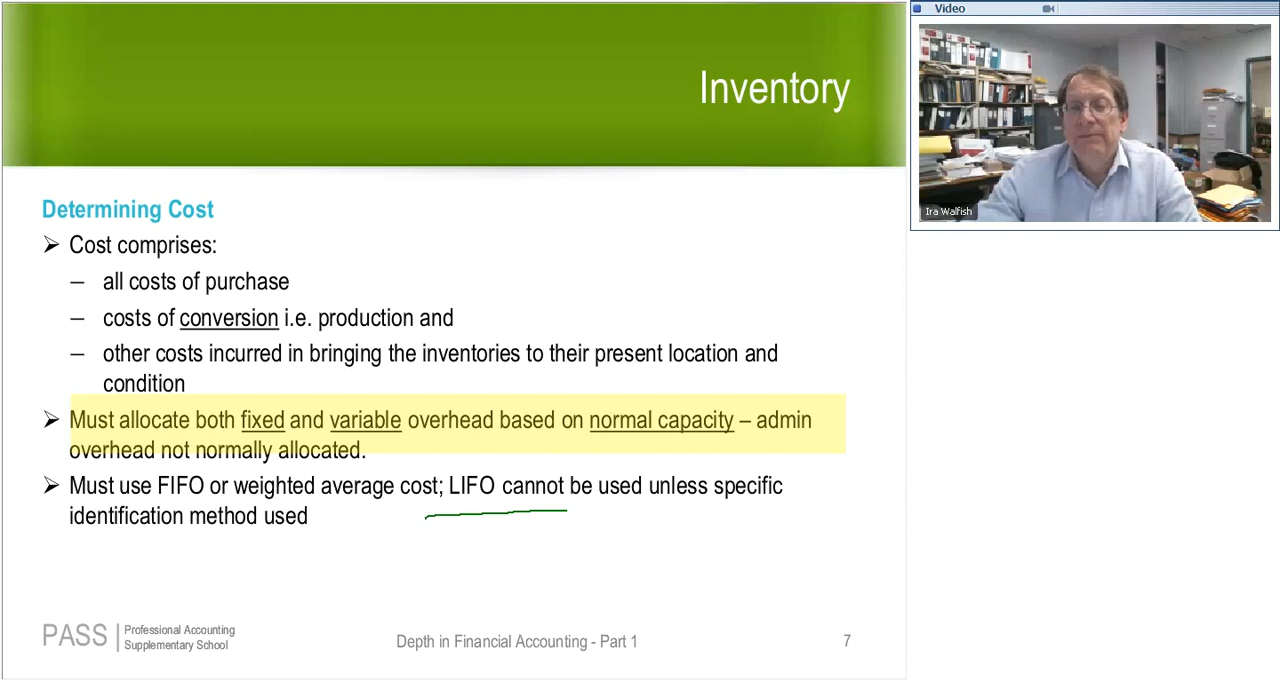 Inventory
Video
Ira Walfish
Determining Cost
➢ Cost comprises:
– all costs of purchase
– costs of conversion i.e. production and
– other costs incurred in bringing the inventories to their present location and
condition
➢ Must allocate both fixed and variable overhead based on normal capacity – admin
overhead not normally allocated.
➢ Must use FIFO or weighted average cost; LIFO cannot be used unless specific
identification method used
PASS | Professional Accounting
Supplementary School
Depth in Financial Accounting - Part 1
7